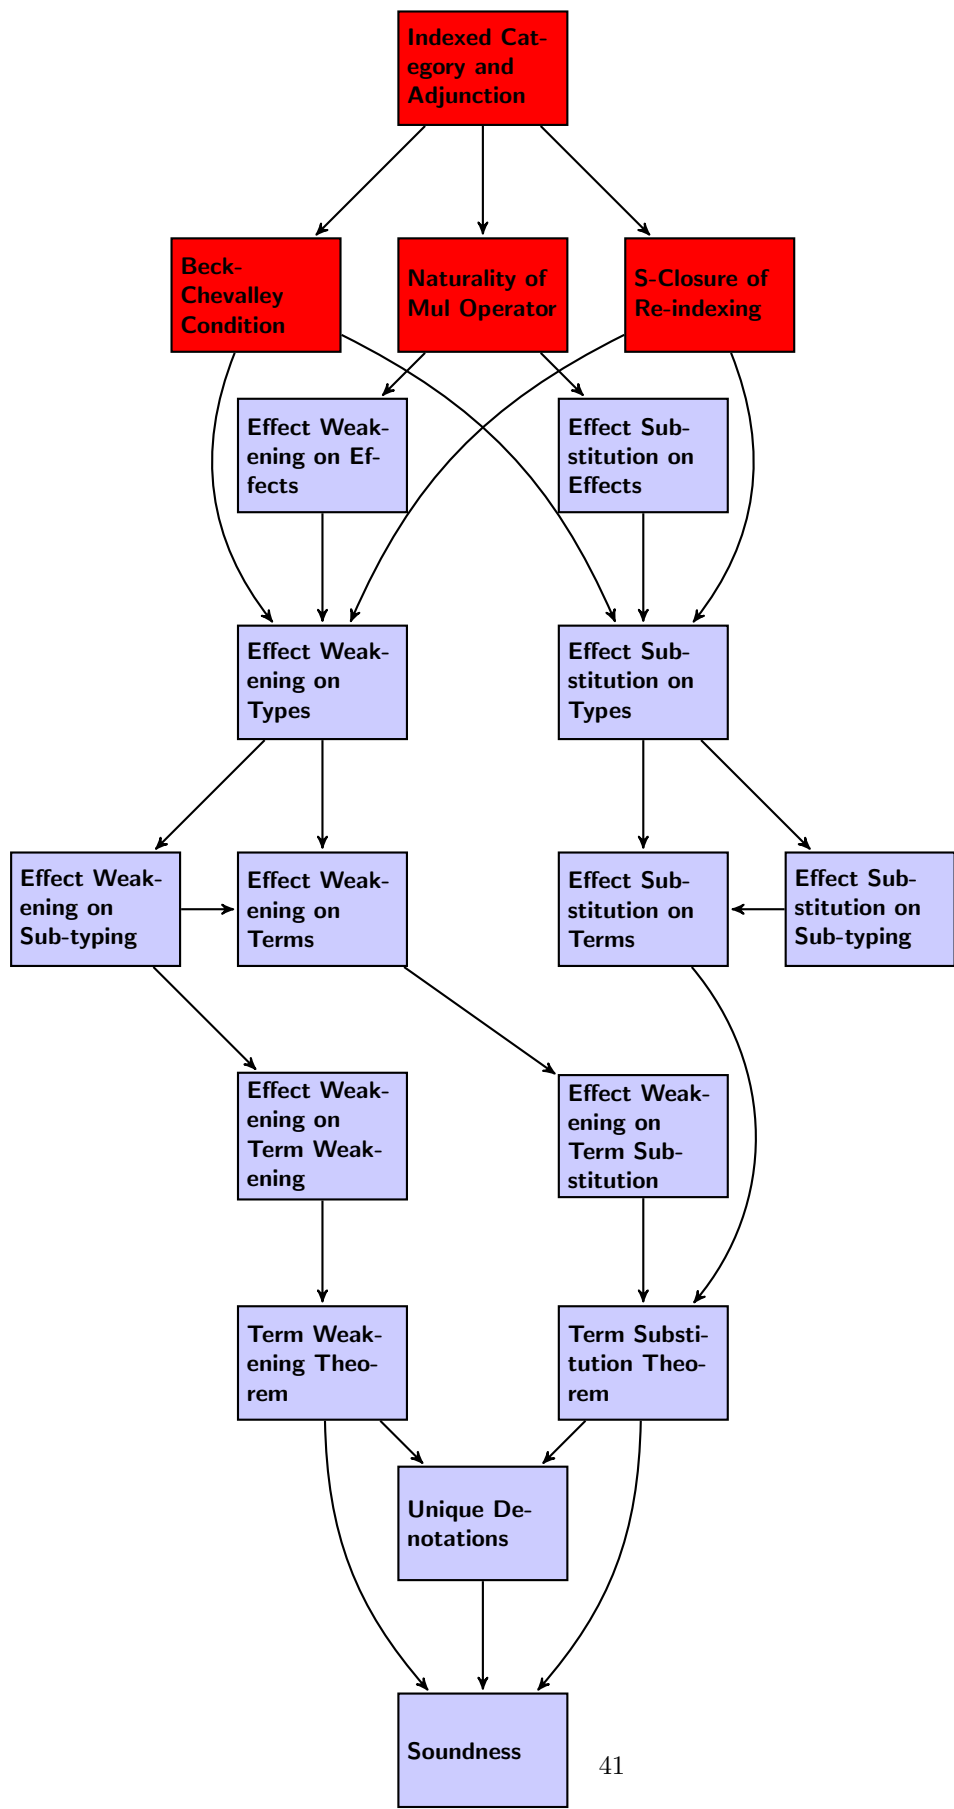 Indexed Cat-
egory and
Adjunction
Beck-
Chevalley
Condition
Naturality of
Mul Operator
S-Closure of
Re-indexing
Effect Weak-
ening on Ef-
fects
Effect Sub-
stitution on
Effects
Effect Weak-
ening on
Types
Effect Sub-
stitution on
Types
Effect Weak-
ening on
Sub-typing
Effect Weak-
ening on
Terms
Effect Sub-
stitution on
Terms
Effect Sub-
stitution on
Sub-typing
Effect Weak-
ening on
Term Weak-
ening
Effect Weak-
ening on
Term Sub-
stitution
Term Weak-
ening Theo-
rem
Term Substi-
tution Theo-
rem
Unique De-
notations
Soundness
41